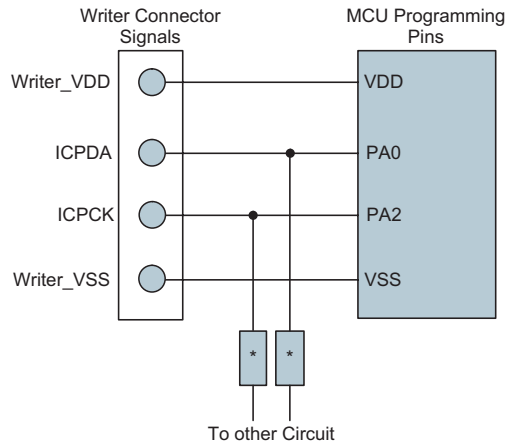 Writer Connector
Signals
MCU Programming
Pins
Writer_VDD
VDD
ICPDA
PA0
ICPCK
PA2
Writer_VSS
VSS
* *
To other Circuit